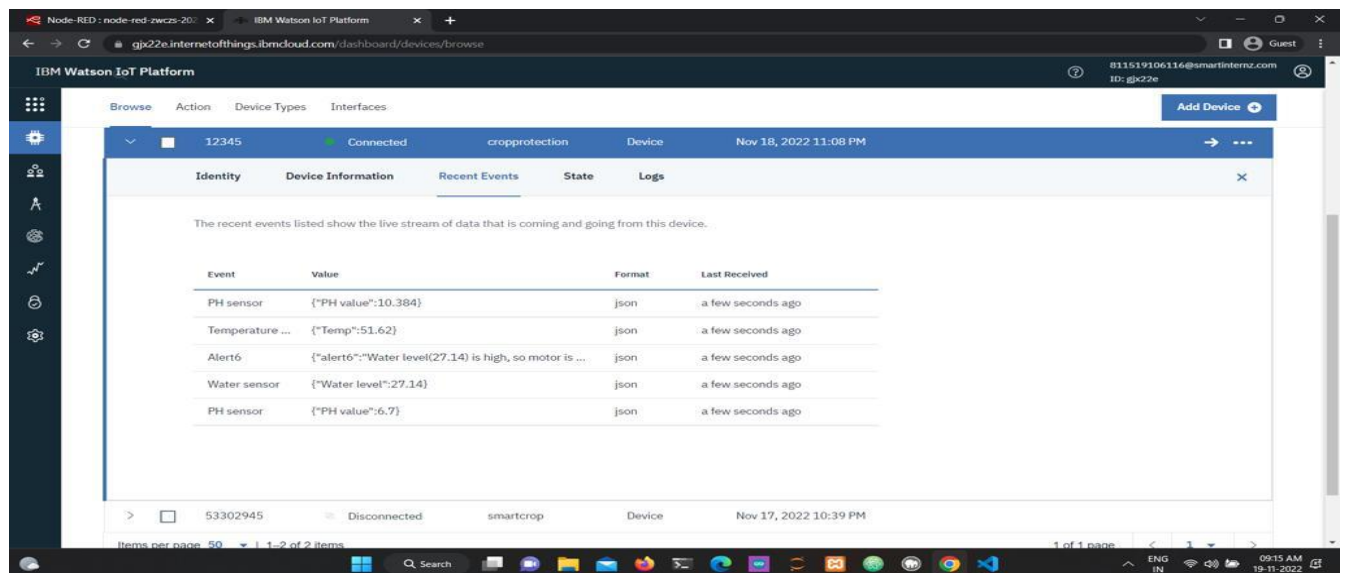 Node-RED : node-red-zwczs-202
IBM Watson IoT Platform
gjx22e.internetofthings.ibmcloud.com/dashboard/devices/browse
Guest
IBM Watson IoT Platform
811519106116@smartinternz.com
ID: gjx22e
Browse Action Device Types Interfaces
Add Device
12345 Connected cropprotection Device Nov 18, 2022 11:08 PM
Identity Device Information Recent Events State Logs
The recent events listed show the live stream of data that is coming and going from this device.
Event Value Format Last Received
PH sensor {"PH value":10.384} json a few seconds ago
Temperature ... {"Temp":51.62} json a few seconds ago
Alert6 {"alert6":"Water level(27.14) is high, so motor is ... json a few seconds ago
Water sensor {"Water level":27.14} json a few seconds ago
PH sensor {"PH value":6.7} json a few seconds ago
53302945 Disconnected smartcrop Device Nov 17, 2022 10:39 PM
Items per page 50 | 1–2 of 2 items 1 of 1 page 1
Search
ENG
IN
09:15 AM
19-11-2022